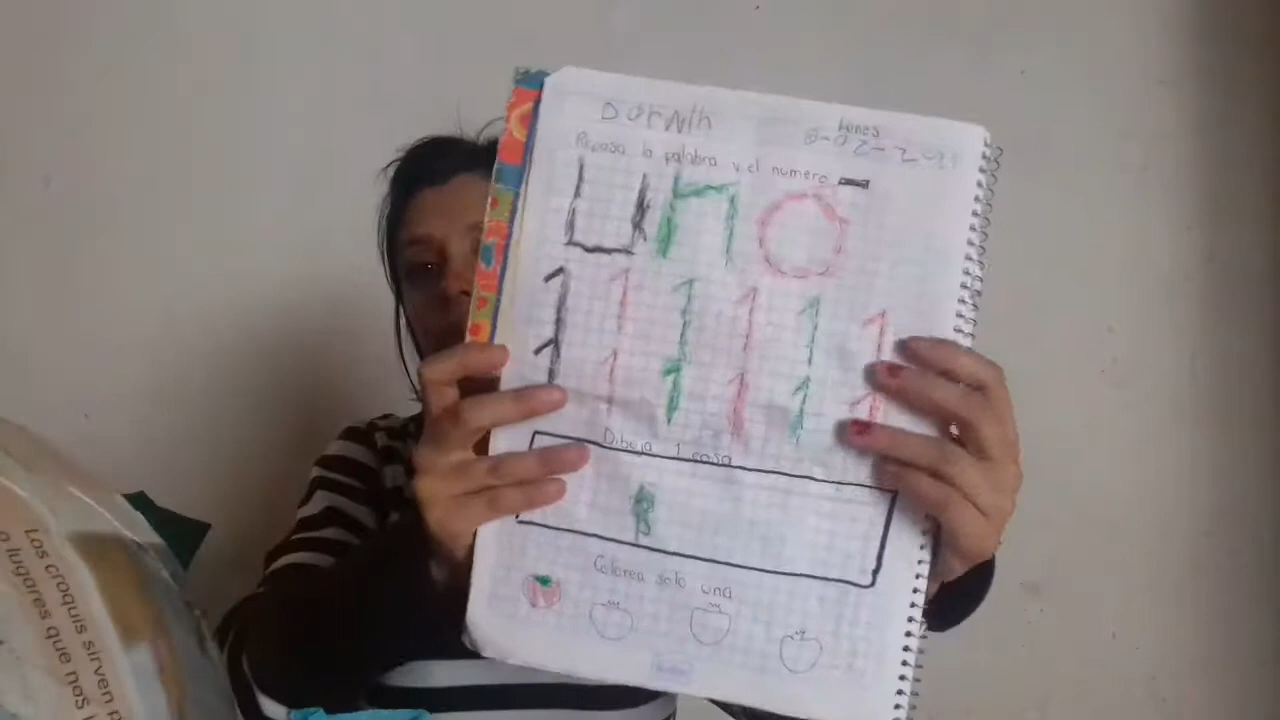 Lunes
Repasa la palabra y el numero
uno
1 1 1 1 1 1
1 1 1 1 1 1
Dibuja 1 cosa
Colorea solo una
Los croquis sirven p
o lugares que nos